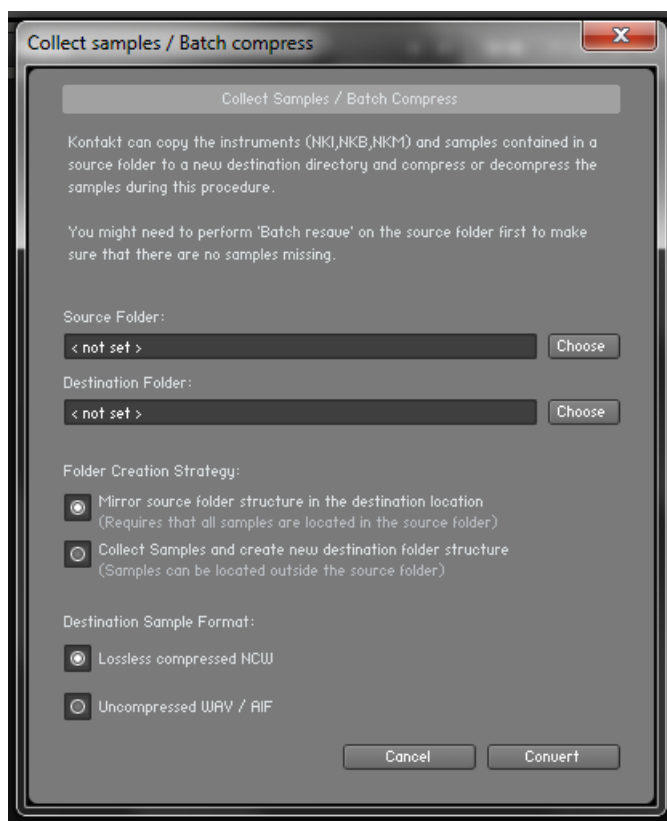 Collect samples / Batch compress
Collect Samples / Batch Compress
Kontakt can copy the instruments (NKI,NKB,NKM) and samples contained in a
source folder to a new destination directory and compress or decompress the
samples during this procedure.
You might need to perform 'Batch resave' on the source folder first to make
sure that there are no samples missing.
Source Folder:
< not set >
Choose
Destination Folder:
< not set >
Choose
Folder Creation Strategy:
Mirror source folder structure in the destination location
(Requires that all samples are located in the source folder)
Collect Samples and create new destination folder structure
(Samples can be located outside the source folder)
Destination Sample Format:
Lossless compressed NCW
Uncompressed WAV / AIF
Cancel
Convert